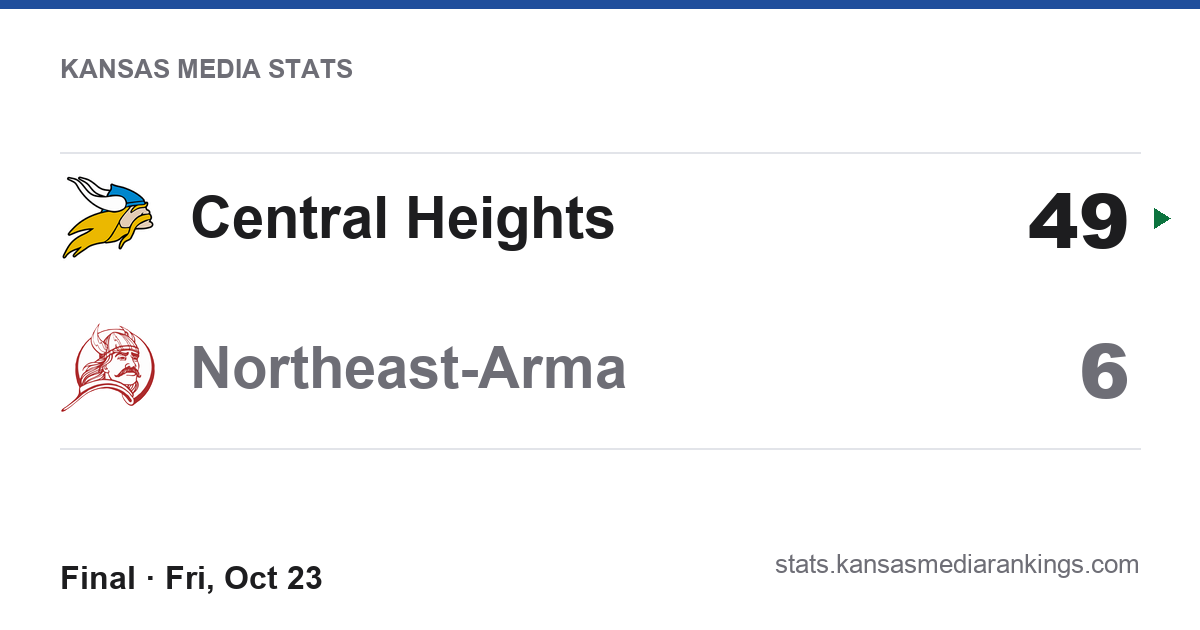 KANSAS MEDIA STATS
Central Heights 49
Northeast-Arma 6
Final · Fri, Oct 23
stats.kansasmediarankings.com